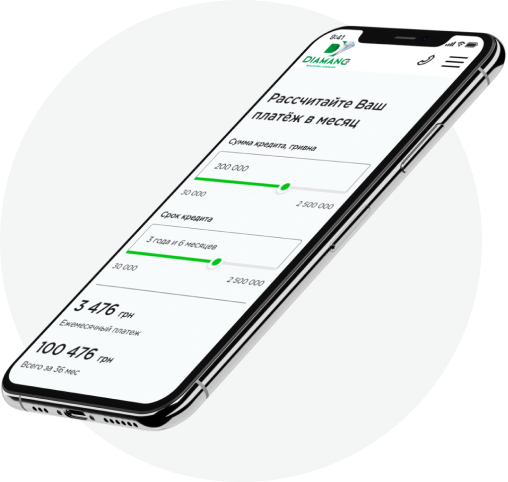 9:41
DIAMANG
Рассчитайте Ваш
платёж в месяц
Сумма кредита, гривна
200 000
30 000
2 500 000
Срок кредита
3 года и 6 месяцев
30 000
2 500 000
3 476 грн
Ежемесячный платеж
100 476 грн
Всего за 36 мес